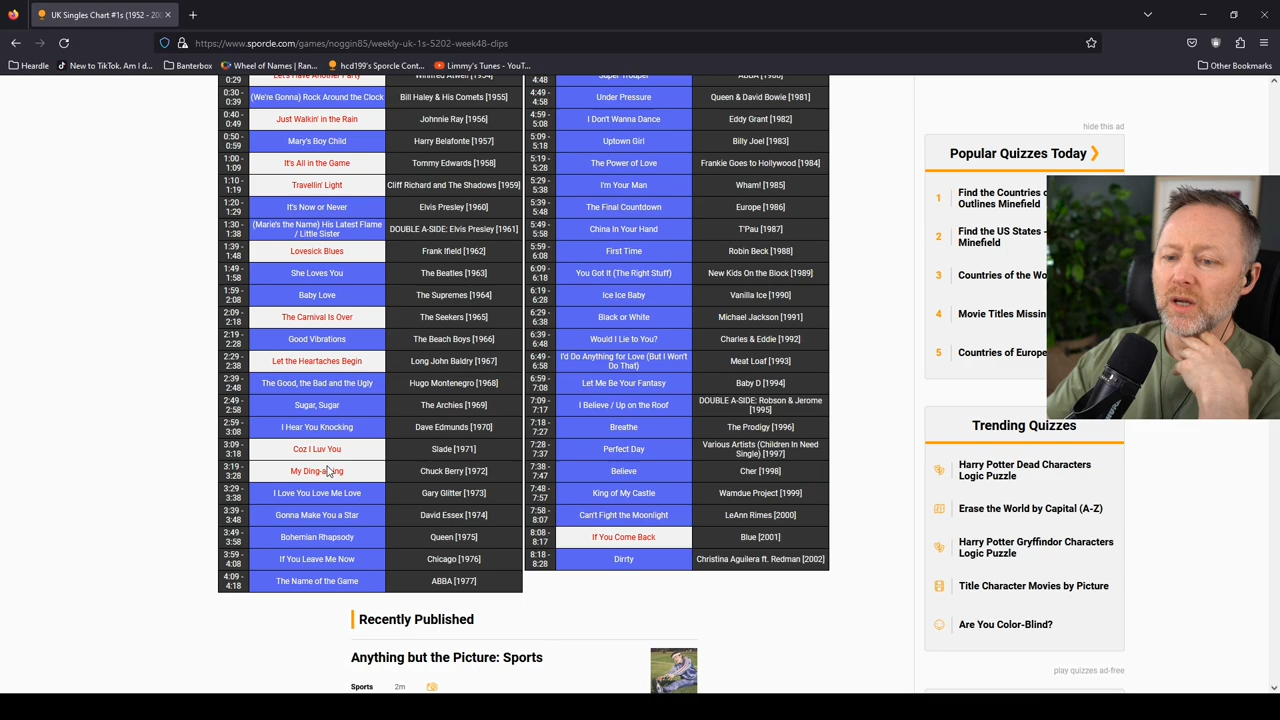 UK Singles Chart #1s (1952 - 200
https://www.sporcle.com/games/noggin85/weekly-uk-1s-5202-week48-clips
Heardle
New to TikTok. Am I d...
Banterbox
Wheel of Names | Ran...
hcd199's Sporcle Cont...
Limmy's Tunes - YouT...
Other Bookmarks
0:29 Let's Have Another Party Winifred Atwell [1954]
0:30 - 0:39 (We're Gonna) Rock Around the Clock Bill Haley & His Comets [1955]
0:40 - 0:49 Just Walkin' in the Rain Johnnie Ray [1956]
0:50 - 0:59 Mary's Boy Child Harry Belafonte [1957]
1:00 - 1:09 It's All in the Game Tommy Edwards [1958]
1:10 - 1:19 Travellin' Light Cliff Richard and The Shadows [1959]
1:20 - 1:29 It's Now or Never Elvis Presley [1960]
1:30 - 1:38 (Marie's the Name) His Latest Flame / Little Sister DOUBLE A-SIDE: Elvis Presley [1961]
1:39 - 1:48 Lovesick Blues Frank Ifield [1962]
1:49 - 1:58 She Loves You The Beatles [1963]
1:59 - 2:08 Baby Love The Supremes [1964]
2:09 - 2:18 The Carnival Is Over The Seekers [1965]
2:19 - 2:28 Good Vibrations The Beach Boys [1966]
2:29 - 2:38 Let the Heartaches Begin Long John Baldry [1967]
2:39 - 2:48 The Good, the Bad and the Ugly Hugo Montenegro [1968]
2:49 - 2:58 Sugar, Sugar The Archies [1969]
2:59 - 3:08 I Hear You Knocking Dave Edmunds [1970]
3:09 - 3:18 Coz I Luv You Slade [1971]
3:19 - 3:28 My Ding-a-ling Chuck Berry [1972]
3:29 - 3:38 I Love You Love Me Love Gary Glitter [1973]
3:39 - 3:48 Gonna Make You a Star David Essex [1974]
3:49 - 3:58 Bohemian Rhapsody Queen [1975]
3:59 - 4:08 If You Leave Me Now Chicago [1976]
4:09 - 4:18 The Name of the Game ABBA [1977]
4:48 Super Trouper ABBA [1980]
4:49 - 4:58 Under Pressure Queen & David Bowie [1981]
4:59 - 5:08 I Don't Wanna Dance Eddy Grant [1982]
5:09 - 5:18 Uptown Girl Billy Joel [1983]
5:19 - 5:28 The Power of Love Frankie Goes to Hollywood [1984]
5:29 - 5:38 I'm Your Man Wham! [1985]
5:39 - 5:48 The Final Countdown Europe [1986]
5:49 - 5:58 China In Your Hand T'Pau [1987]
5:59 - 6:08 First Time Robin Beck [1988]
6:09 - 6:18 You Got It (The Right Stuff) New Kids On the Block [1989]
6:19 - 6:28 Ice Ice Baby Vanilla Ice [1990]
6:29 - 6:38 Black or White Michael Jackson [1991]
6:39 - 6:48 Would I Lie to You? Charles & Eddie [1992]
6:49 - 6:58 I'd Do Anything for Love (But I Won't Do That) Meat Loaf [1993]
6:59 - 7:08 Let Me Be Your Fantasy Baby D [1994]
7:09 - 7:17 I Believe / Up on the Roof DOUBLE A-SIDE: Robson & Jerome [1995]
7:18 - 7:27 Breathe The Prodigy [1996]
7:28 - 7:37 Perfect Day Various Artists (Children In Need Single) [1997]
7:38 - 7:47 Believe Cher [1998]
7:48 - 7:57 King of My Castle Wamdue Project [1999]
7:58 - 8:07 Can't Fight the Moonlight LeAnn Rimes [2000]
8:08 - 8:17 If You Come Back Blue [2001]
8:18 - 8:28 Dirrty Christina Aguilera ft. Redman [2002]
Recently Published
Anything but the Picture: Sports
Sports 2m
hide this ad
Popular Quizzes Today
1 Find the Countries
Outlines Minefield
2 Find the US States -
Minefield
3 Countries of the Wo
4 Movie Titles Missin
5 Countries of Europe
Trending Quizzes
Harry Potter Dead Characters
Logic Puzzle
Erase the World by Capital (A-Z)
Harry Potter Gryffindor Characters
Logic Puzzle
Title Character Movies by Picture
Are You Color-Blind?
play quizzes ad-free